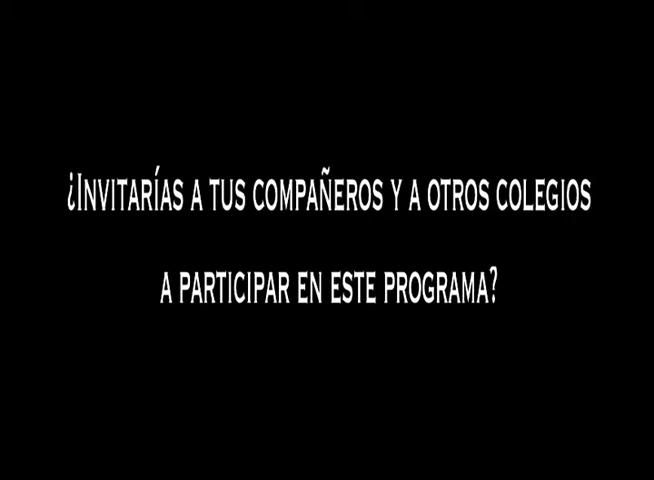 ¿Invitarías a tus compañeros y a otros colegios
a participar en este programa?